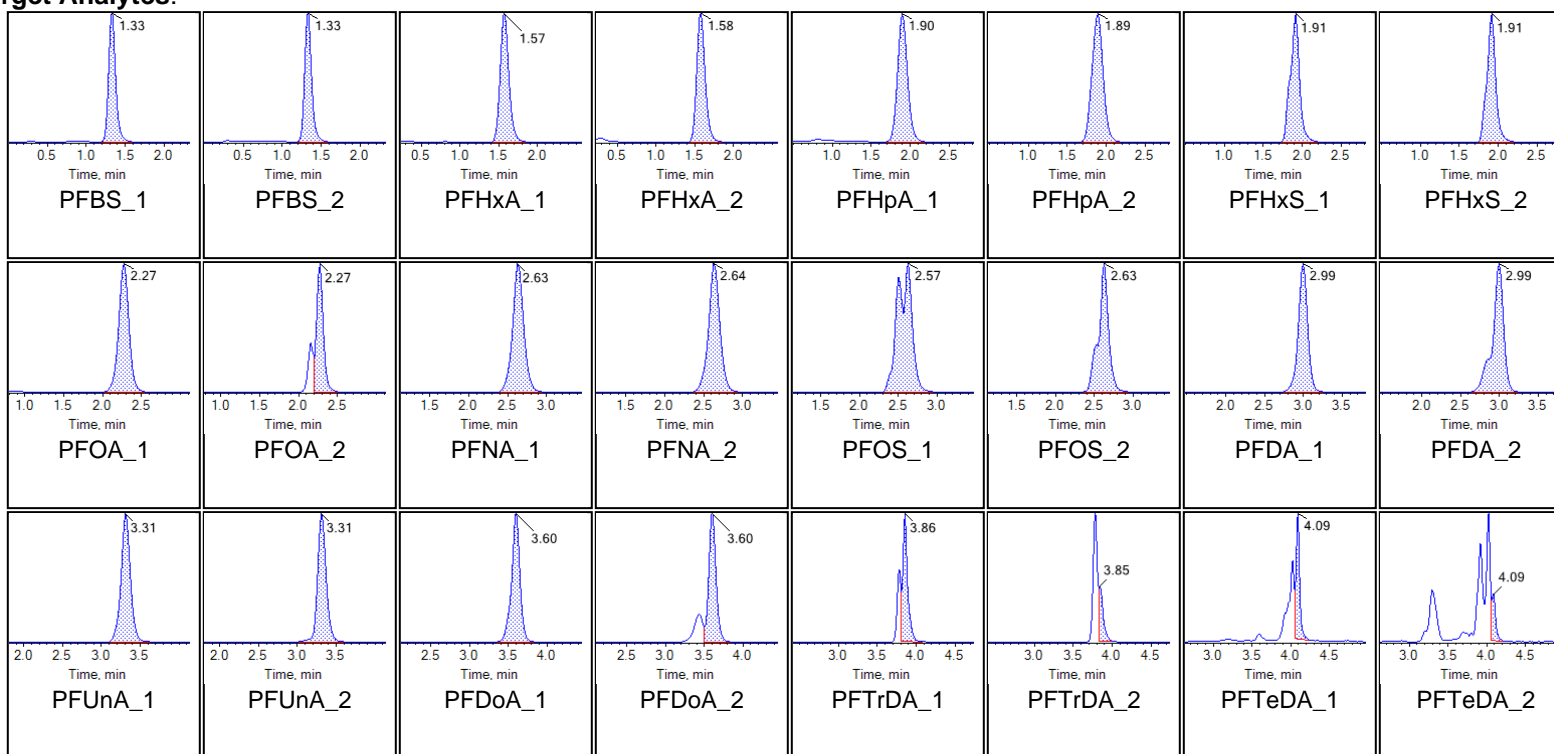 rget Analytes:
1.33 1.33 1.57 1.58 1.90 1.89 1.91 1.91
0.5 1.0 1.5 2.0 0.5 1.0 1.5 2.0 0.5 1.0 1.5 2.0 0.5 1.0 1.5 2.0 1.0 1.5 2.0 2.5 1.0 1.5 2.0 2.5 1.0 1.5 2.0 2.5 1.0 1.5 2.0 2.5
Time, min Time, min Time, min Time, min Time, min Time, min Time, min Time, min
PFBS_1 PFBS_2 PFHxA_1 PFHxA_2 PFHpA_1 PFHpA_2 PFHxS_1 PFHxS_2
2.27 2.27 2.63 2.64 2.57 2.63 2.99 2.99
1.0 1.5 2.0 2.5 1.0 1.5 2.0 2.5 1.5 2.0 2.5 3.0 1.5 2.0 2.5 3.0 1.5 2.0 2.5 3.0 1.5 2.0 2.5 3.0 2.0 2.5 3.0 3.5 2.0 2.5 3.0 3.5
Time, min Time, min Time, min Time, min Time, min Time, min Time, min Time, min
PFOA_1 PFOA_2 PFNA_1 PFNA_2 PFOS_1 PFOS_2 PFDA_1 PFDA_2
3.31 3.31 3.60 3.60 3.86 3.85 4.09 4.09
2.0 2.5 3.0 3.5 2.0 2.5 3.0 3.5 2.5 3.0 3.5 4.0 2.5 3.0 3.5 4.0 3.0 3.5 4.0 4.5 3.0 3.5 4.0 4.5 3.0 3.5 4.0 4.5 3.0 3.5 4.0 4.5
Time, min Time, min Time, min Time, min Time, min Time, min Time, min Time, min
PFUnA_1 PFUnA_2 PFDoA_1 PFDoA_2 PFTrDA_1 PFTrDA_2 PFTeDA_1 PFTeDA_2